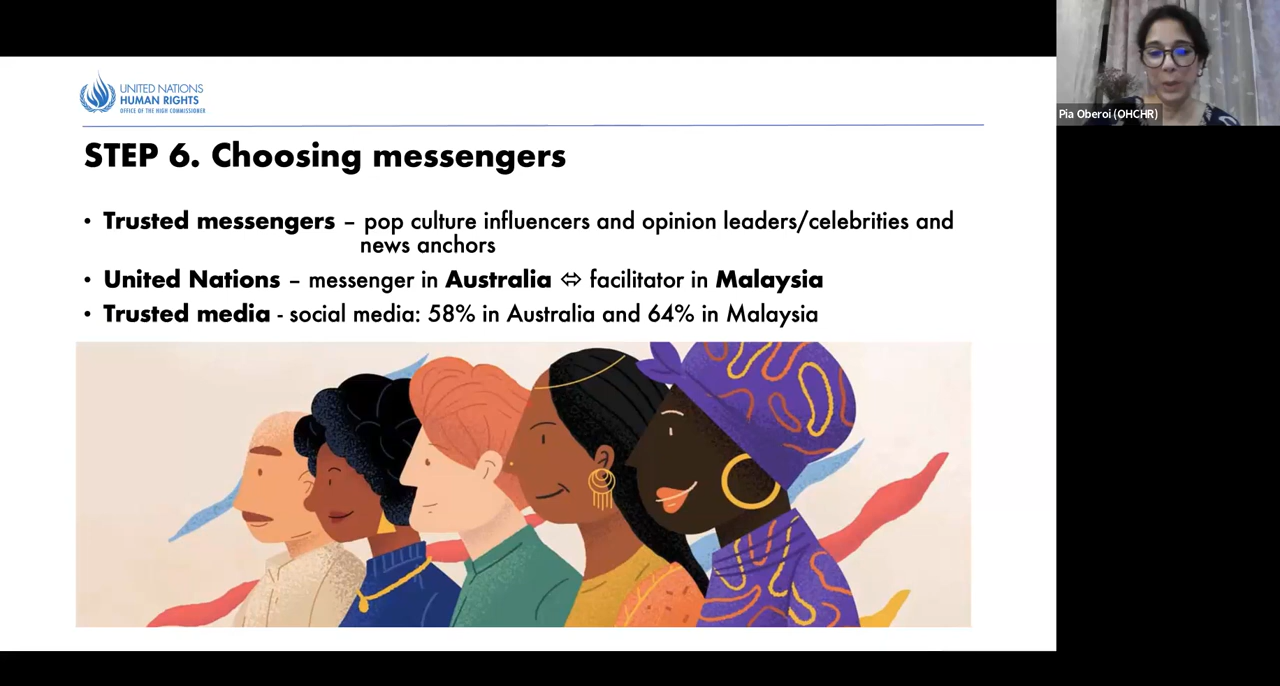 UNITED NATIONS
HUMAN RIGHTS
OFFICE OF THE HIGH COMMISSIONER
STEP 6. Choosing messengers
• Trusted messengers – pop culture influencers and opinion leaders/celebrities and
news anchors
• United Nations – messenger in Australia ⇔ facilitator in Malaysia
• Trusted media - social media: 58% in Australia and 64% in Malaysia
Pia Oberoi (OHCHR)